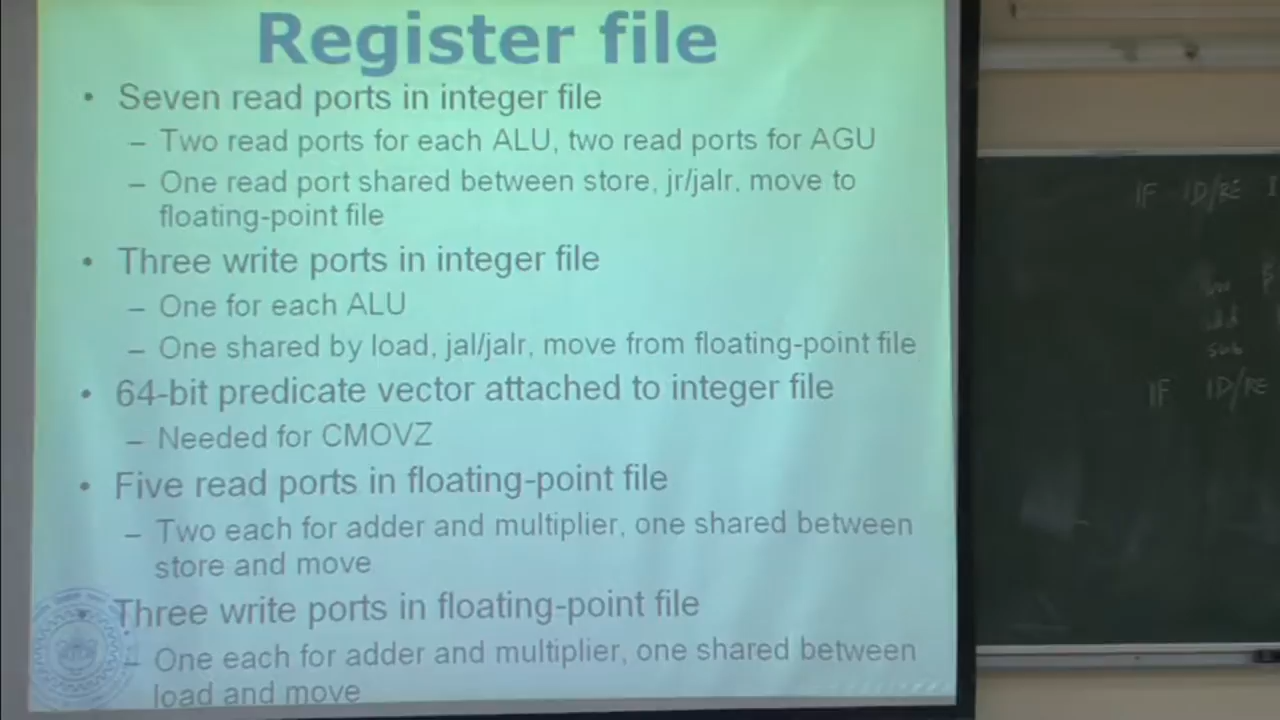 Register file
• Seven read ports in integer file
– Two read ports for each ALU, two read ports for AGU
– One read port shared between store, jr/jalr, move to
floating-point file
• Three write ports in integer file
– One for each ALU
– One shared by load, jal/jalr, move from floating-point file
• 64-bit predicate vector attached to integer file
– Needed for CMOVZ
• Five read ports in floating-point file
– Two each for adder and multiplier, one shared between
store and move
• Three write ports in floating-point file
– One each for adder and multiplier, one shared between
load and move
IF ID/RE
sub
IF ID/RE